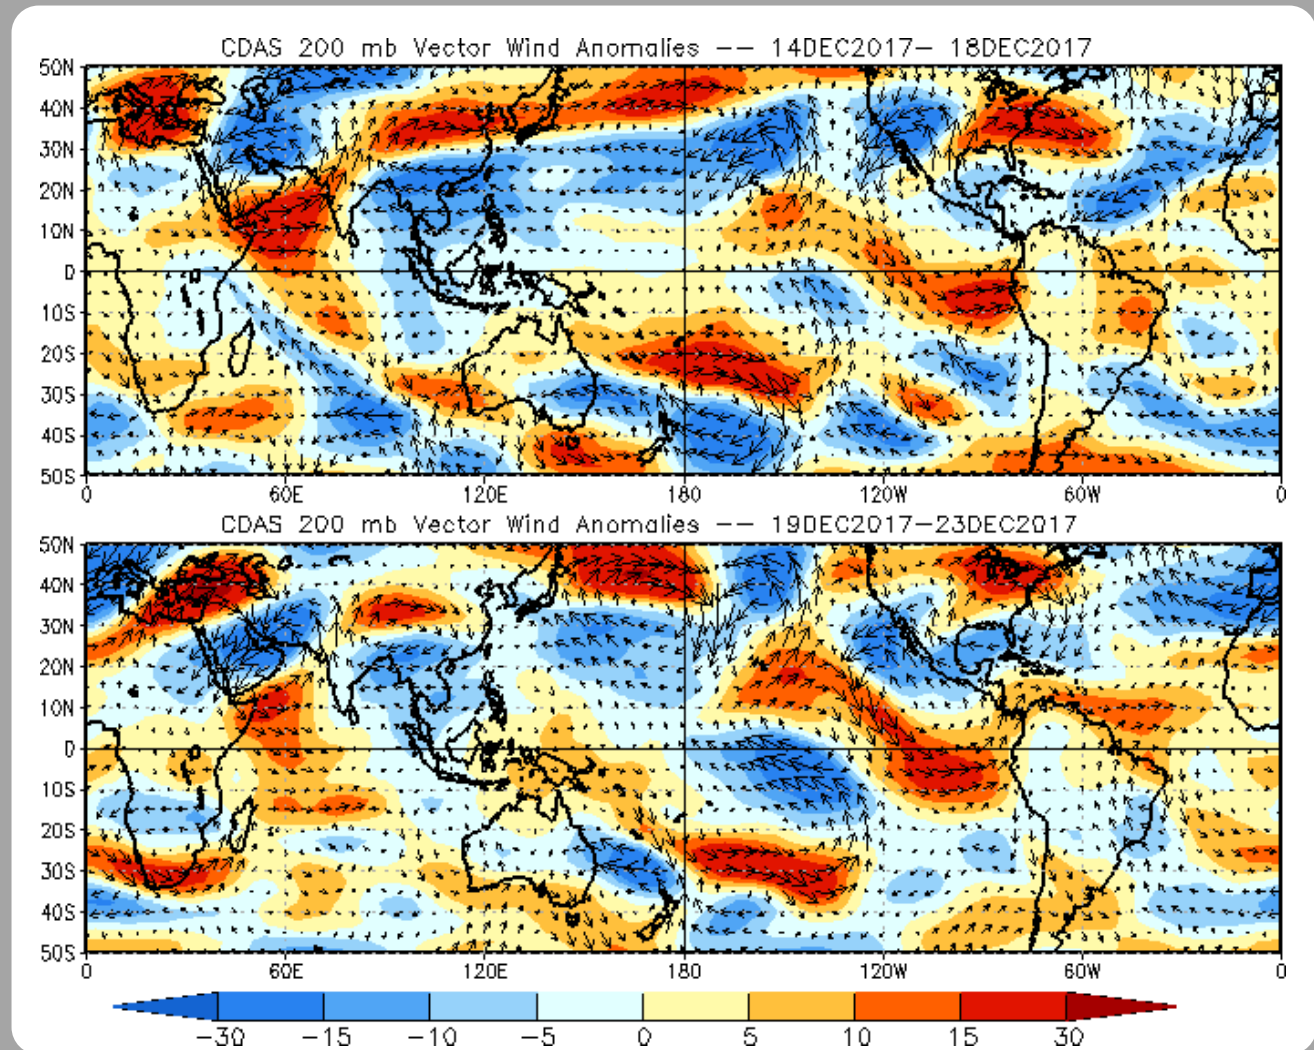 CDAS 200 mb Vector Wind Anomalies -- 14DEC2017- 18DEC2017
50N
40N
30N
20N
10N
0
10S
20S
30S
40S
50S
0 60E 120E 180 120W 60W 0
CDAS 200 mb Vector Wind Anomalies -- 19DEC2017-23DEC2017
50N
40N
30N
20N
10N
0
10S
20S
30S
40S
50S
0 60E 120E 180 120W 60W 0
-30 -15 -10 -5 0 5 10 15 30